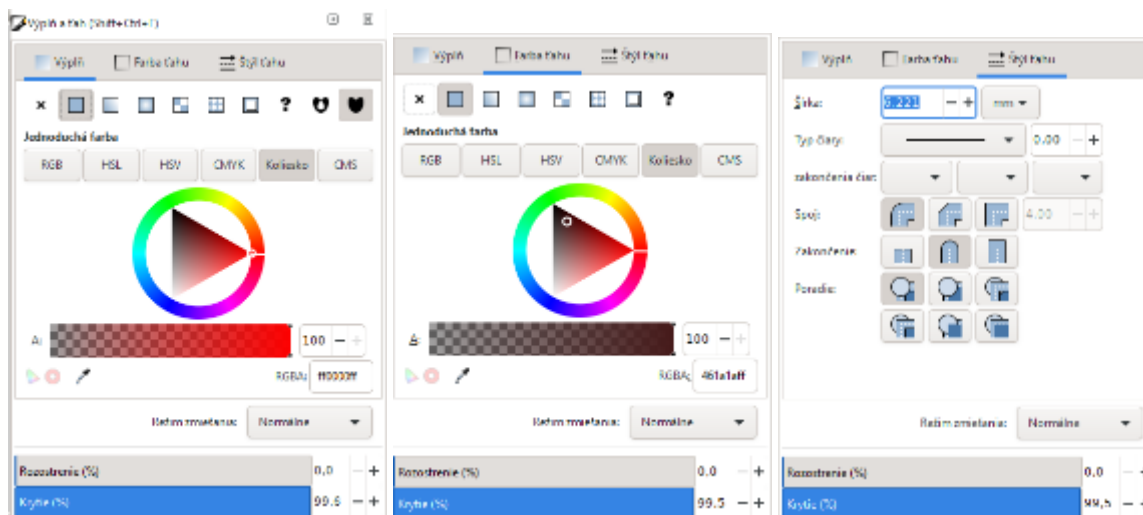 Výplň a ťah (Shift+Ctrl+F)
Výplň
Farba ťahu
Štýl ťahu
Jednoduchá farba
RGB
HSL
HSV
CMYK
Koliesko
CMS
A:
100
RGBA:
ff0000ff
Režim zmiešania:
Normálne
Rozostrenie (%)
0,0
Krytie (%)
Výplň
Farba ťahu
Štýl ťahu
Jednoduchá farba
RGB
HSL
HSV
CMYK
Koliesko
CMS
A:
100
RGBA:
461a1aff
Režim zmiešania:
Normálne
Rozostrenie (%)
0.0
Krytie (%)
99.5
Výplň
Farba ťahu
Štýl ťahu
Šírka:
mm
Typ čiary:
0.00
zakončenia čiar:
Spoj:
4.00
Zakončenie:
Poradie:
Režim zmiešania:
Normálne
Rozostrenie (%)
0.0
Krytie (%)
99,5